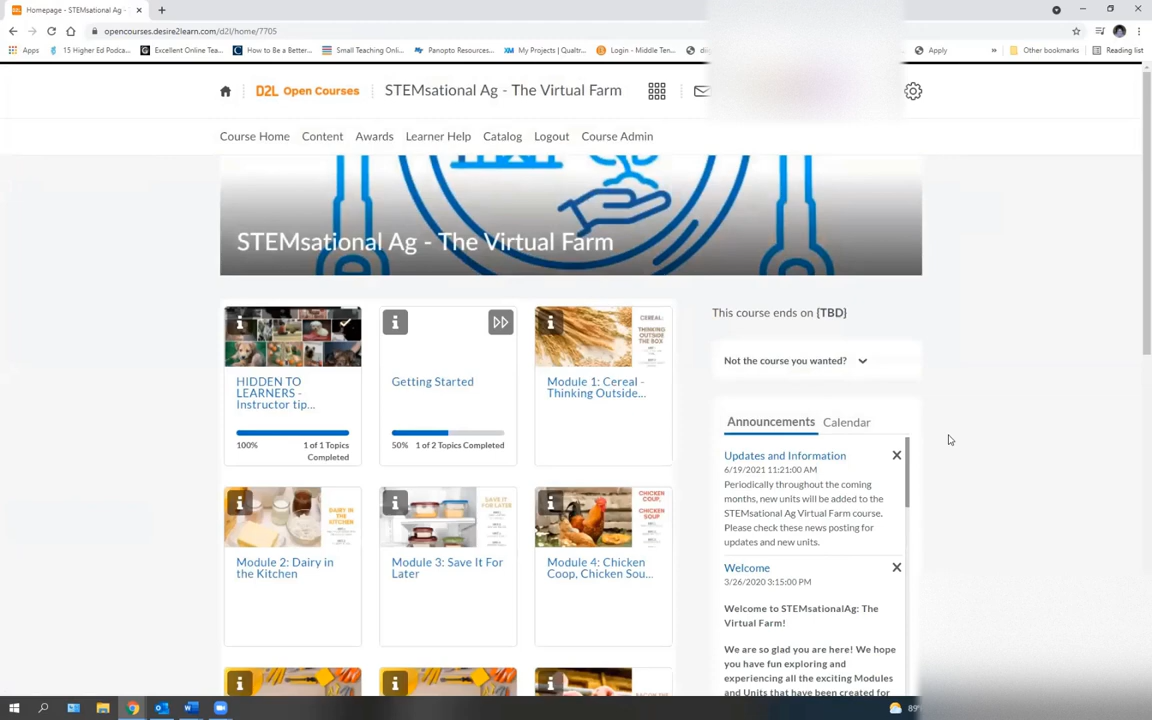 Homepage - STEMsational Ag -
opencourses.desire2learn.com/d2l/home/7705
Apps
15 Higher Ed Podca...
Excellent Online Tea...
How to Be a Better...
Small Teaching Onli...
Panopto Resources...
My Projects | Qualtr...
Login - Middle Ten...
Apply
»
Other bookmarks
Reading list
D2L Open Courses
STEMsational Ag - The Virtual Farm
Course Home
Content
Awards
Learner Help
Catalog
Logout
Course Admin
STEMsational Ag - The Virtual Farm
HIDDEN TO
LEARNERS -
Instructor tip...
100%
1 of 1 Topics
Completed
Getting Started
50%
1 of 2 Topics Completed
CEREAL:
THINKING
OUTSIDE
THE BOX
Module 1: Cereal -
Thinking Outside...
DAIRY IN
THE
KITCHEN
Module 2: Dairy in
the Kitchen
SAVE IT
FOR LATER
Module 3: Save It For
Later
CHICKEN
COOP,
CHICKEN
SOUP
Module 4: Chicken
Coop, Chicken Sou...
This course ends on {TBD}
Not the course you wanted?
Announcements
Calendar
Updates and Information
6/19/2021 11:21:00 AM
Periodically throughout the coming
months, new units will be added to the
STEMsational Ag Virtual Farm course.
Please check these news posting for
updates and new units.
Welcome
3/26/2020 3:15:00 PM
Welcome to STEMsationalAg: The
Virtual Farm!
We are so glad you are here! We hope
you have fun exploring and
experiencing all the exciting Modules
and Units that have been created for
89°